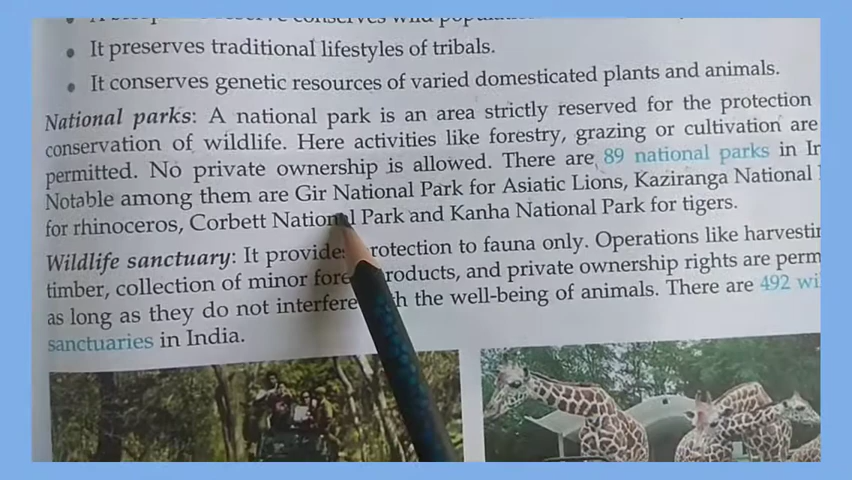 It preserves traditional lifestyles of tribals.
It conserves genetic resources of varied domesticated plants and animals.
National parks: A national park is an area strictly reserved for the protection
conservation of wildlife. Here activities like forestry, grazing or cultivation are
permitted. No private ownership is allowed. There are 89 national parks in
Notable among them are Gir National Park for Asiatic Lions, Kaziranga National
for rhinoceros, Corbett National Park and Kanha National Park for tigers.
Wildlife sanctuary: It provides protection to fauna only. Operations like
timber, collection of minor products, and private ownership rights are
as long as they do not interfere the well-being of animals. There are 492
sanctuaries in India.